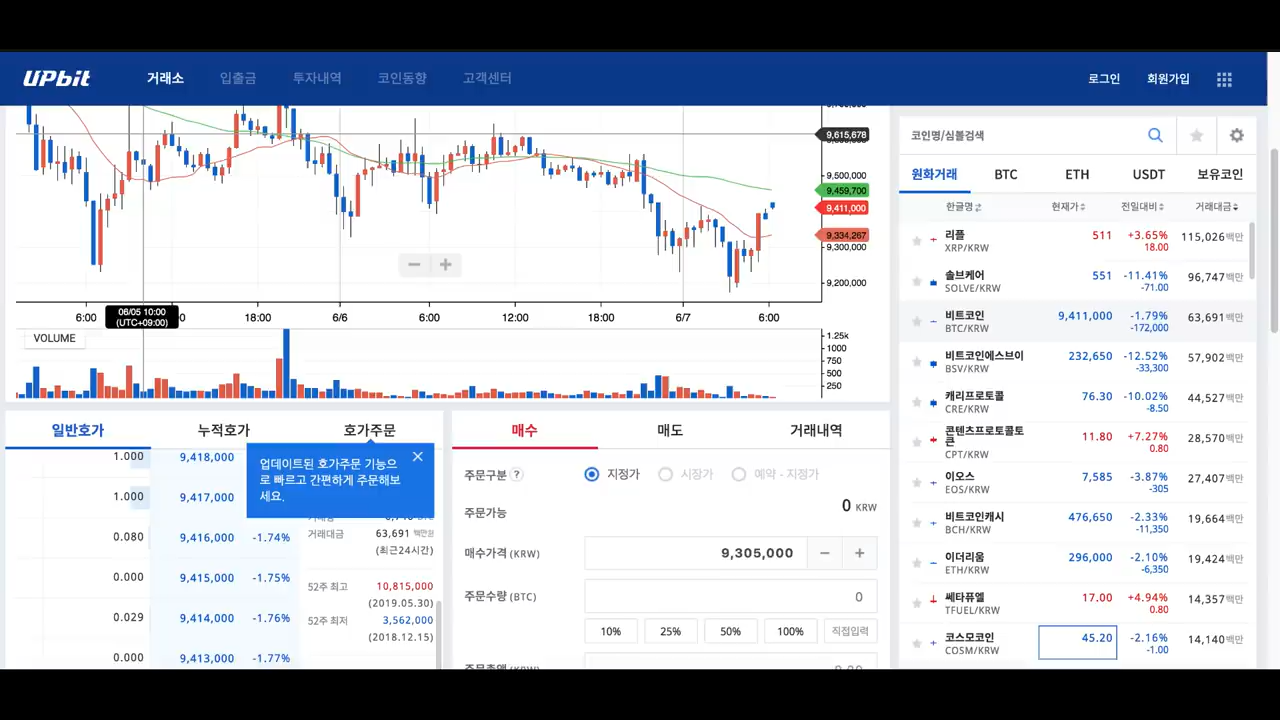 UPbit 거래소 입출금 투자내역 코인동향 고객센터 로그인 회원가입
9,615,678
9,500,000
9,459,700
9,411,000
9,334,267
9,300,000
9,200,000
6:00 06/05 10:00 18:00 6/6 6:00 12:00 18:00 6/7 6:00
(UTC+09:00)
VOLUME
1.25k
1000
750
500
250
일반호가 누적호가 호가주문
업데이트된 호가주문 기능으
로 빠르고 간편하게 주문해보
세요.
1.000 9,418,000
1.000 9,417,000
0.080 9,416,000 -1.74%
0.000 9,415,000 -1.75%
0.029 9,414,000 -1.76%
0.000 9,413,000 -1.77%
거래대금 63,691 백만원
(최근24시간)
52주 최고 10,815,000
(2019.05.30)
52주 최저 3,562,000
(2018.12.15)
매수 매도 거래내역
주문구분 ? 지정가 시장가 예약 - 지정가
주문가능 0 KRW
매수가격 (KRW) 9,305,000 − +
주문수량 (BTC) 0
10% 25% 50% 100% 직접입력
코인명/심볼검색
원화거래 BTC ETH USDT 보유코인
한글명 현재가 전일대비 거래대금
리플 511 +3.65% 115,026백만
XRP/KRW 18.00
솔브케어 551 -11.41% 96,747백만
SOLVE/KRW -71.00
비트코인 9,411,000 -1.79% 63,691백만
BTC/KRW -172,000
비트코인에스브이 232,650 -12.52% 57,902백만
BSV/KRW -33,300
캐리프로토콜 76.30 -10.02% 44,527백만
CRE/KRW -8.50
콘텐츠프로토콜토
큰 11.80 +7.27% 28,570백만
CPT/KRW 0.80
이오스 7,585 -3.87% 27,407백만
EOS/KRW -305
비트코인캐시 476,650 -2.33% 19,664백만
BCH/KRW -11,350
이더리움 296,000 -2.10% 19,424백만
ETH/KRW -6,350
쎄타퓨엘 17.00 +4.94% 14,357백만
TFUEL/KRW 0.80
코스모코인 45.20 -2.16% 14,140백만
COSM/KRW -1.00